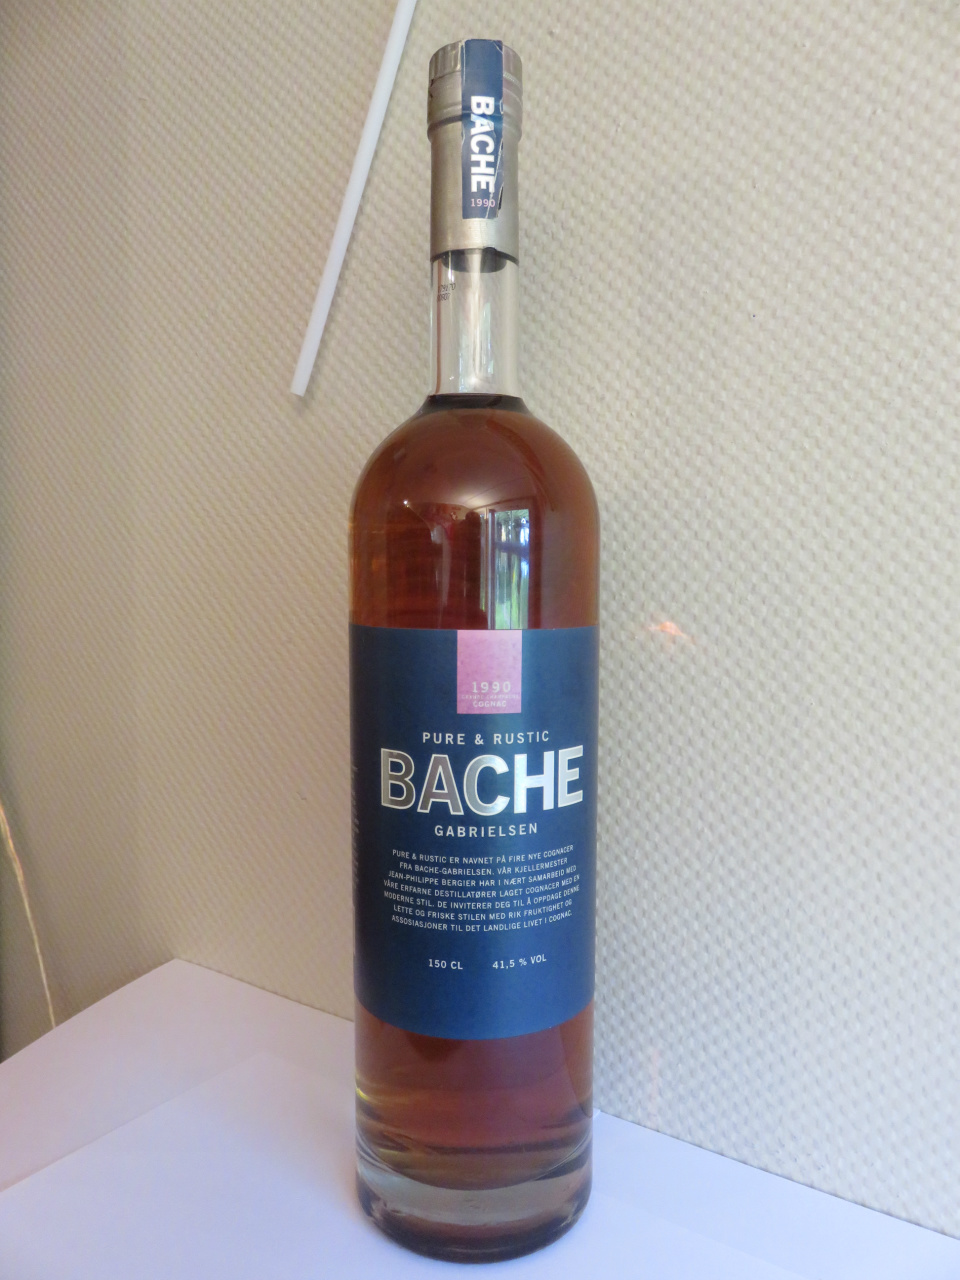 BACHE
1990
1990
GRANDE CHAMPAGNE
COGNAC
PURE & RUSTIC
BACHE
GABRIELSEN
PURE & RUSTIC ER NAVNET PÅ FIRE NYE COGNACER
FRA BACHE-GABRIELSEN. VÅR KJELLERMESTER
JEAN-PHILIPPE BERGIER HAR I NÆRT SAMARBEID MED
VÅRE ERFARNE DESTILLATØRER LAGET COGNACER MED EN
MODERNE STIL. DE INVITERER DEG TIL Å OPPDAGE DENNE
LETTE OG FRISKE STILEN MED RIK FRUKTIGHET OG
ASSOSIASJONER TIL DET LANDLIGE LIVET I COGNAC.
150 CL 41,5 % VOL